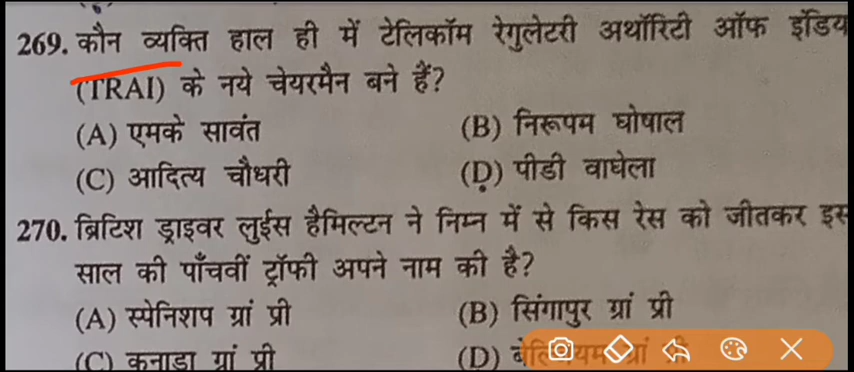 269. कौन व्यक्ति हाल ही में टेलिकॉम रेगुलेटरी अथॉरिटी ऑफ इंडिय
(TRAI) के नये चेयरमैन बने हैं?
(A) एमके सावंत (B) निरूपम घोषाल
(C) आदित्य चौधरी (D) पीडी वाघेला
270. ब्रिटिश ड्राइवर लुईस हैमिल्टन ने निम्न में से किस रेस को जीतकर इस
साल की पाँचवीं ट्रॉफी अपने नाम की है?
(A) स्पेनिशप ग्रां प्री (B) सिंगापुर ग्रां प्री
(C) कनाडा ग्रां प्री (D)